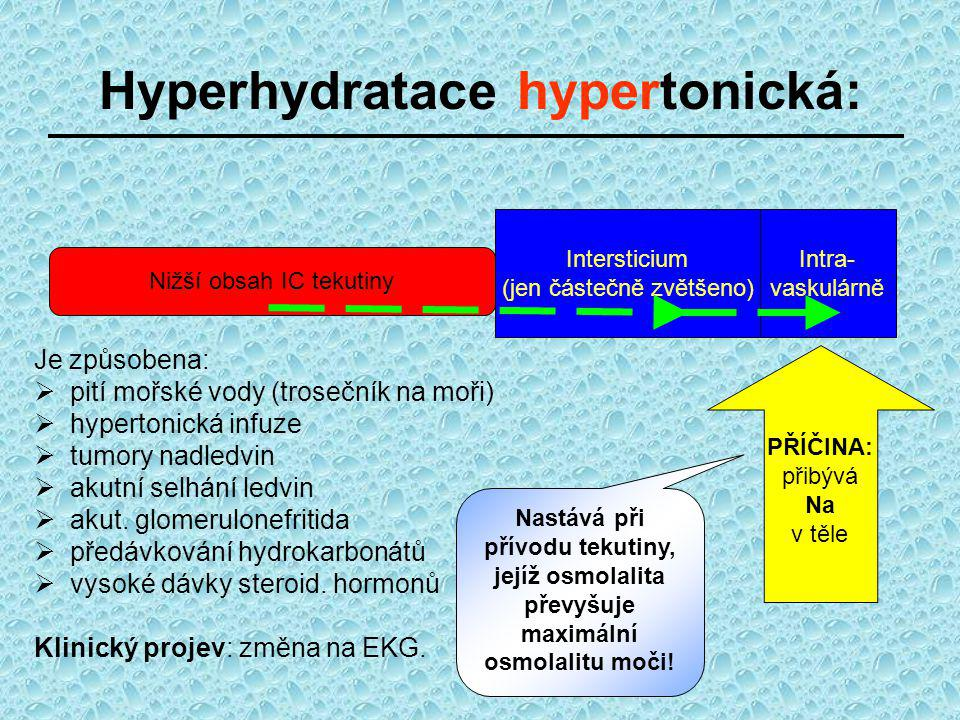 Hyperhydratace hypertonická:
Nižší obsah IC tekutiny
Intersticium
(jen částečně zvětšeno)
Intra-
vaskulárně
Je způsobena:
➢ pití mořské vody (trosečník na moři)
➢ hypertonická infuze
➢ tumory nadledvin
➢ akutní selhání ledvin
➢ akut. glomerulonefritida
➢ předávkování hydrokarbonátů
➢ vysoké dávky steroid. hormonů
Klinický projev: změna na EKG.
Nastává při
přívodu tekutiny,
jejíž osmolalita
převyšuje
maximální
osmolalitu moči!
PŘÍČINA:
přibývá
Na
v těle